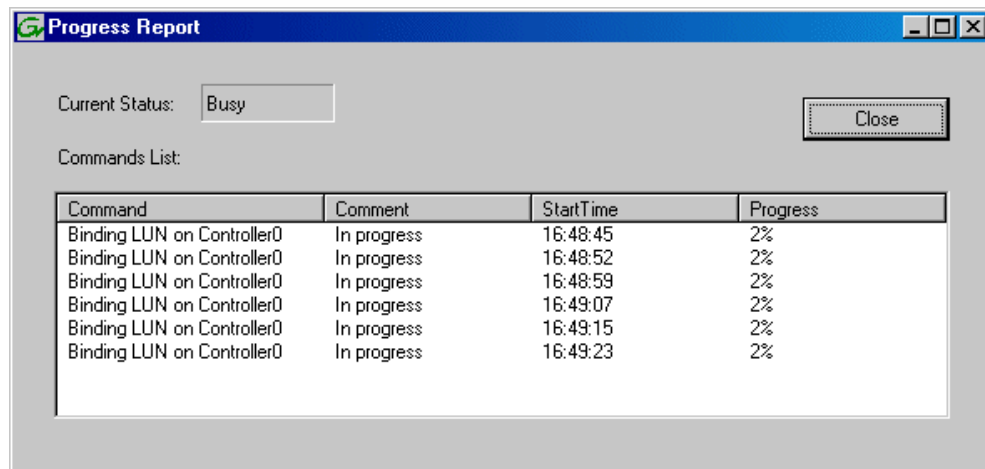 Progress Report
Current Status: Busy
Close
Commands List:
Command Comment StartTime Progress
Binding LUN on Controller0 In progress 16:48:45 2%
Binding LUN on Controller0 In progress 16:48:52 2%
Binding LUN on Controller0 In progress 16:48:59 2%
Binding LUN on Controller0 In progress 16:49:07 2%
Binding LUN on Controller0 In progress 16:49:15 2%
Binding LUN on Controller0 In progress 16:49:23 2%